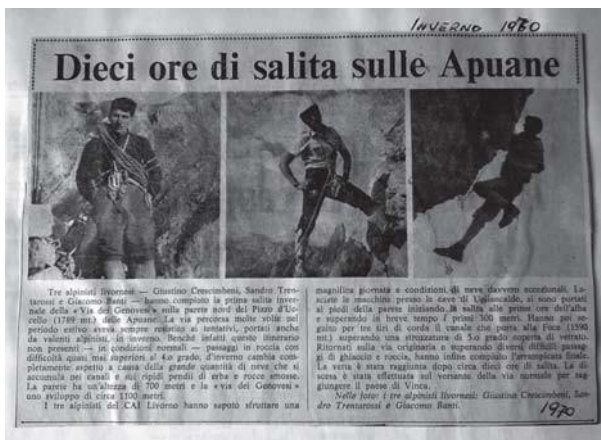 INVERNO 1960
Dieci ore di salita sulle Apuane
Tre alpinisti livornesi — Giustino Crescimbeni, Sandro Tren-
tarossi e Giacomo Banti — hanno compiuto la prima salita inver-
nale della «Via dei Genovesi» sulla parete nord del Pizzo d'Uc-
cello (1789 mt.) delle Apuane. La via percorsa molte volte nel
periodo estivo aveva sempre resistito ai tentativi, portati anche
da valenti alpinisti, in inverno. Benché infatti questo itinerario
non presenti — in condizioni normali — passaggi in roccia con
difficoltà quasi mai superiori al 4.o grado, d'inverno cambia com-
pletamente aspetto a causa della grande quantità di neve che si
accumula nei canali e sui ripidi pendii di erba e rocce smosse.
La parete ha un'altezza di 700 metri e la «via dei Genovesi»
uno sviluppo di circa 1100 metri.
I tre alpinisti del CAI Livorno hanno saputo sfruttare una
magnifica giornata e condizioni di neve davvero eccezionali. La-
sciate le macchine presso le cave di Ugliancaldo, si sono portati
ai piedi della parete iniziando la salita alle prime ore dell'alba
e superando in breve tempo i primi 300 metri. Hanno poi se-
guito per tre tiri di corda il canale che porta alla Foce (1590
mt.) superando una strozzatura di 5.o grado coperta di vetrato.
Ritornati sulla via originaria e superando diversi difficili passag-
gi di ghiaccio e roccia, hanno infine compiuto l'arrampicata finale.
La vetta è stata raggiunta dopo circa dieci ore di salita. La di-
scesa è stata effettuata sul versante della via normale per rag-
giungere il paese di Vinca.
Nelle foto: i tre alpinisti livornesi: Giustino Crescimbeni, San-
dro Trentarossi e Giacomo Banti.
1970